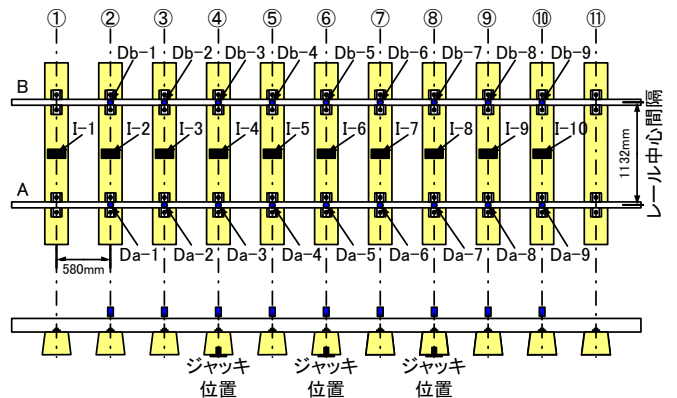 ① ② ③ ④ ⑤ ⑥ ⑦ ⑧ ⑨ ⑩ ⑪
Db-1 Db-2 Db-3 Db-4 Db-5 Db-6 Db-7 Db-8 Db-9
B
I-1 I-2 I-3 I-4 I-5 I-6 I-7 I-8 I-9 I-10
1132mm
レール中心間隔
A
Da-1 Da-2 Da-3 Da-4 Da-5 Da-6 Da-7 Da-8 Da-9
580mm
ジャッキ ジャッキ ジャッキ
位置 位置 位置